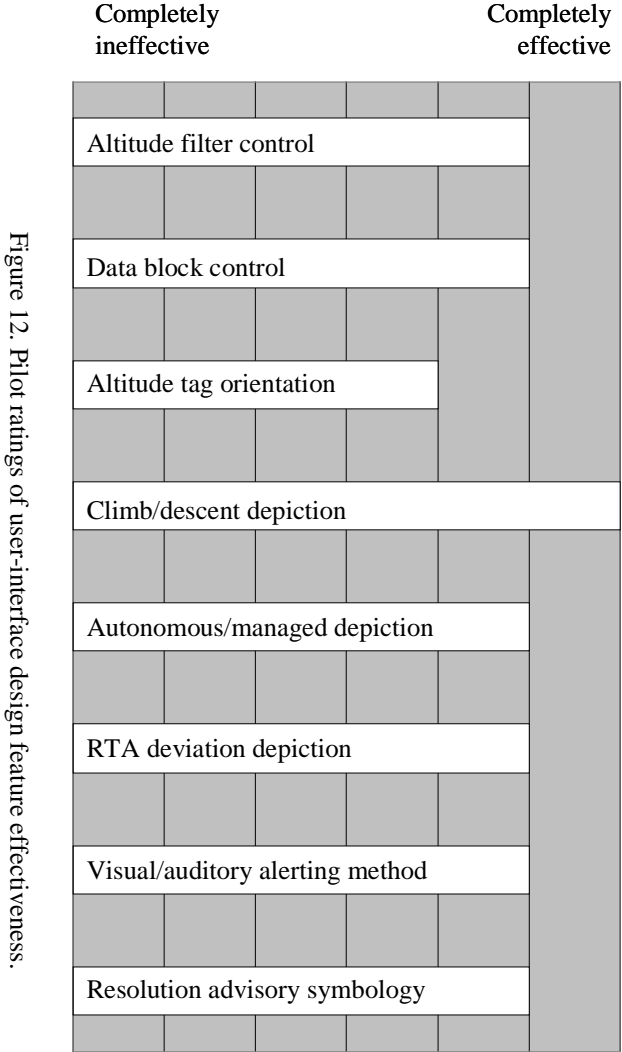 Completely
ineffective
Completely
effective
Altitude filter control
Data block control
Altitude tag orientation
Climb/descent depiction
Autonomous/managed depiction
RTA deviation depiction
Visual/auditory alerting method
Resolution advisory symbology
Figure 12. Pilot ratings of user-interface design feature effectiveness.